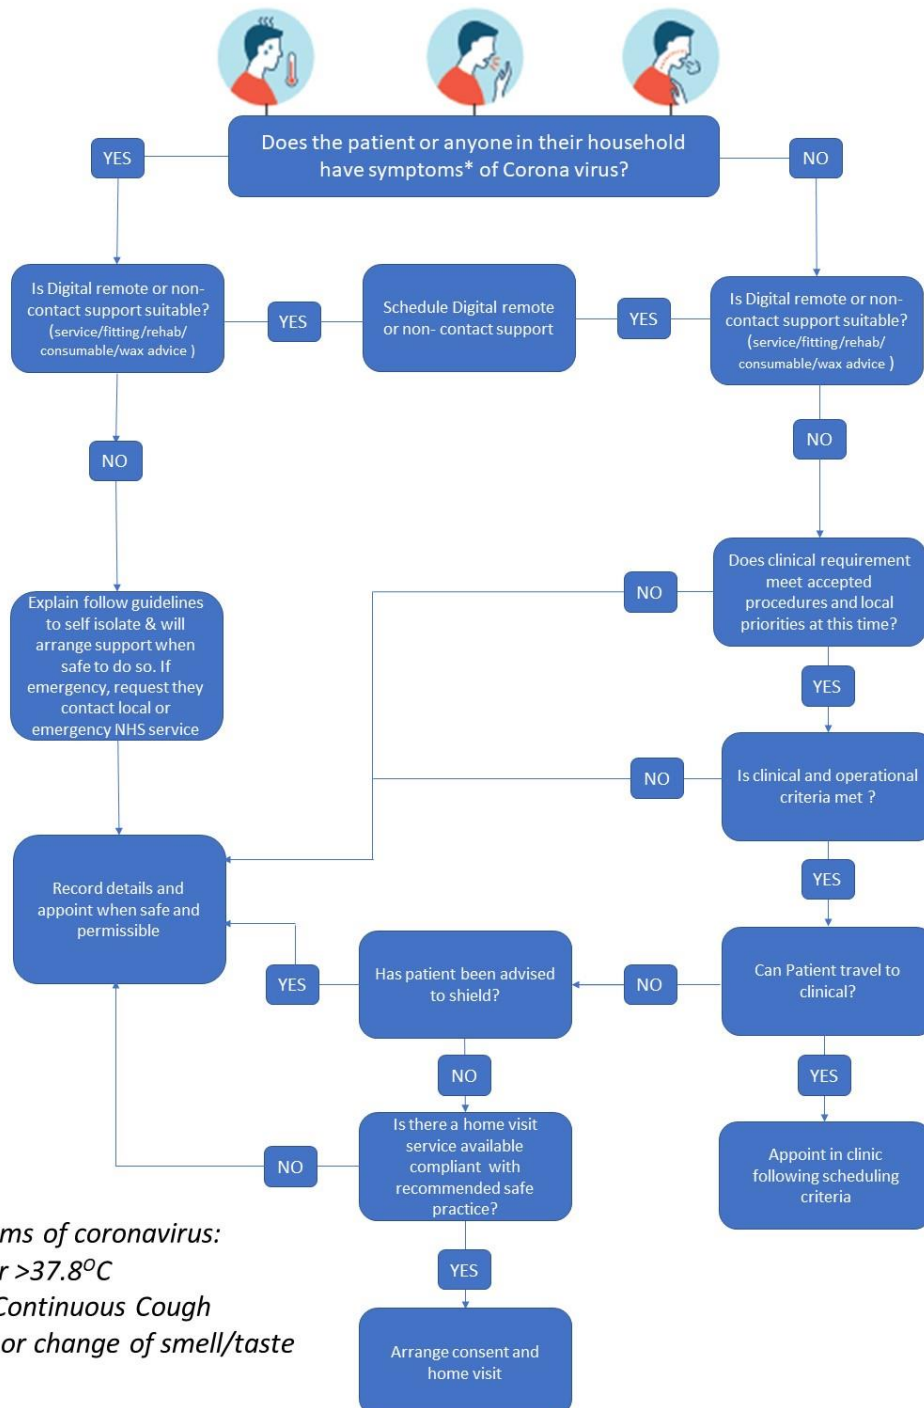 Does the patient or anyone in their household
have symptoms* of Corona virus?
YES
NO
Is Digital remote or non-
contact support suitable?
(service/fitting/rehab/
consumable/wax advice )
YES
Schedule Digital remote
or non- contact support
YES
Is Digital remote or non-
contact support suitable?
(service/fitting/rehab/
consumable/wax advice )
NO
NO
Explain follow guidelines
to self isolate & will
arrange support when
safe to do so. If
emergency, request they
contact local or
emergency NHS service
NO
Does clinical requirement
meet accepted
procedures and local
priorities at this time?
YES
NO
Is clinical and operational
criteria met ?
YES
Record details and
appoint when safe and
permissible
YES
Has patient been advised
to shield?
NO
Can Patient travel to
clinical?
NO
YES
NO
Is there a home visit
service available
compliant with
recommended safe
practice?
Appoint in clinic
following scheduling
criteria
YES
Arrange consent and
home visit
of coronavirus:
>37.8°C
Continuous Cough
or change of smell/taste